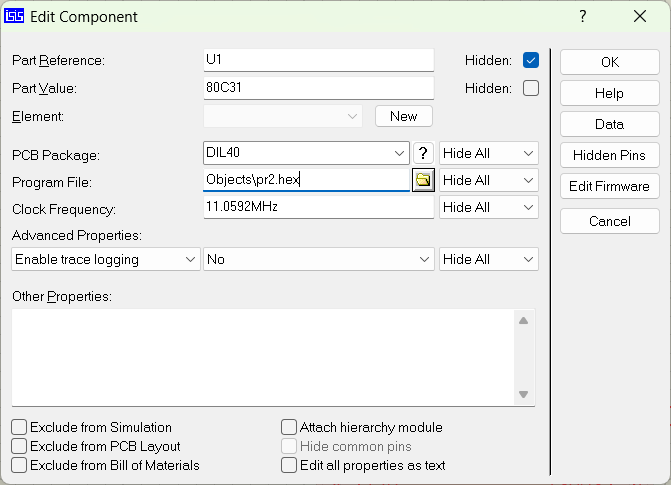 ISIS Edit Component ? ×
Part Reference: U1 Hidden: OK
Part Value: 80C31 Hidden: Help
Element: New Data
PCB Package: DIL40 ? Hide All Hidden Pins
Program File: Objects\pr2.hex Hide All Edit Firmware
Clock Frequency: 11.0592MHz Hide All Cancel
Advanced Properties:
Enable trace logging No Hide All
Other Properties:
Exclude from Simulation Attach hierarchy module
Exclude from PCB Layout Hide common pins
Exclude from Bill of Materials Edit all properties as text